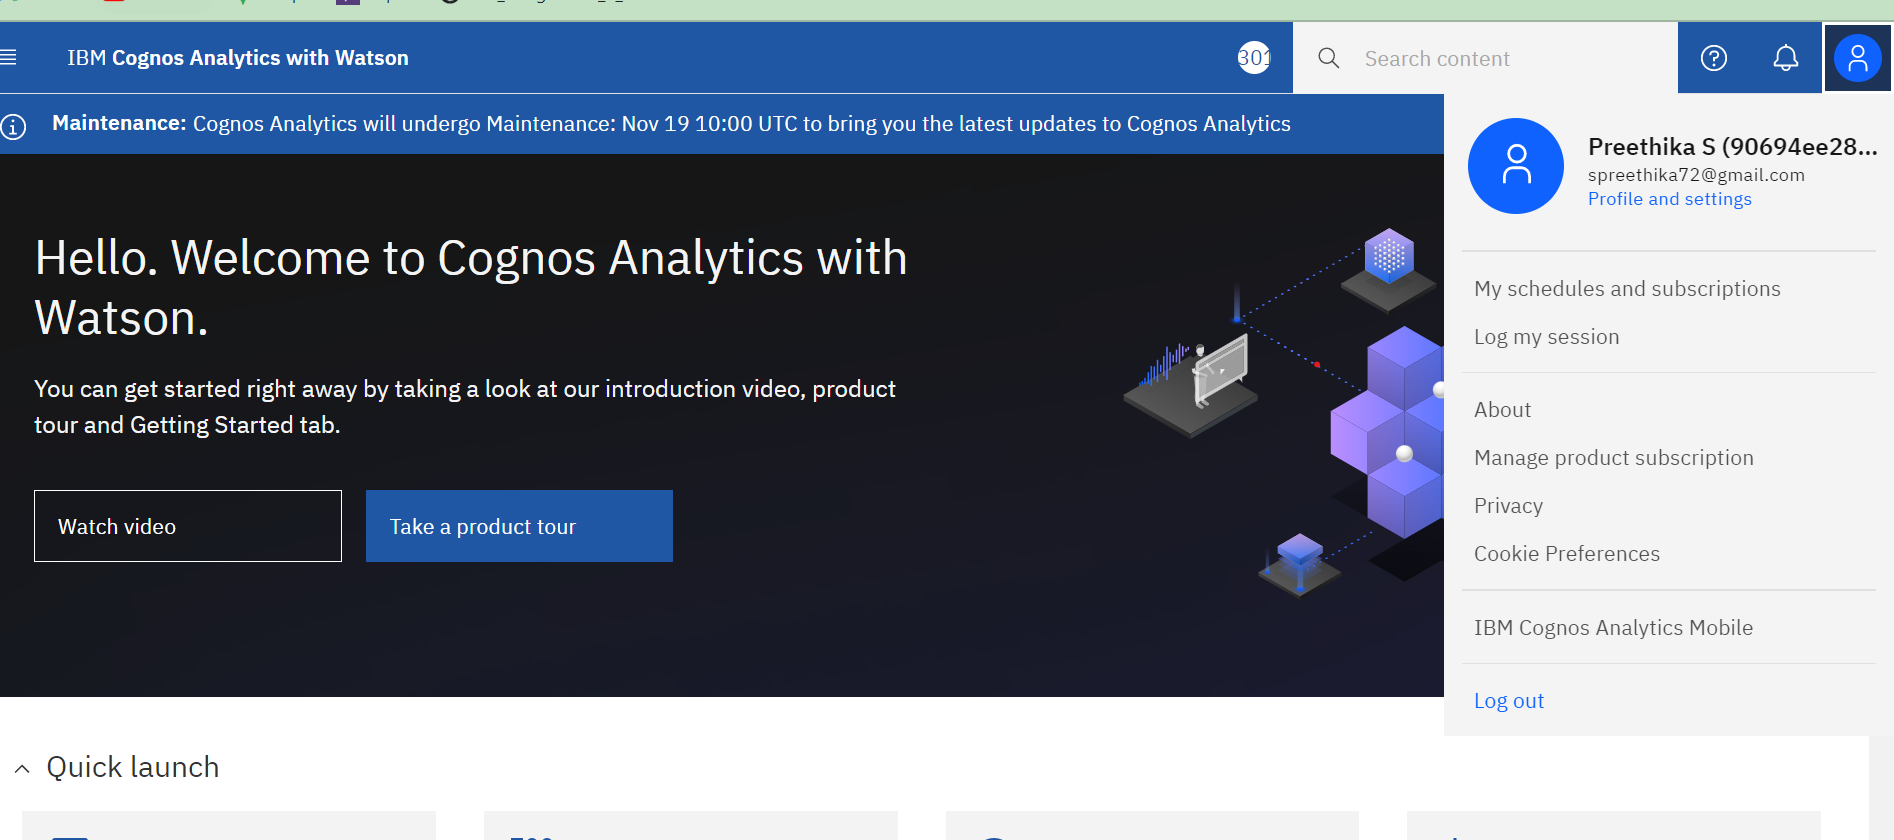 IBM Cognos Analytics with Watson
301
Search content
Maintenance: Cognos Analytics will undergo Maintenance: Nov 19 10:00 UTC to bring you the latest updates to Cognos Analytics
Preethika S (90694ee28...
spreethika72@gmail.com
Profile and settings
My schedules and subscriptions
Log my session
About
Manage product subscription
Privacy
Cookie Preferences
IBM Cognos Analytics Mobile
Log out
Hello. Welcome to Cognos Analytics with
Watson.
You can get started right away by taking a look at our introduction video, product
tour and Getting Started tab.
Watch video
Take a product tour
Quick launch